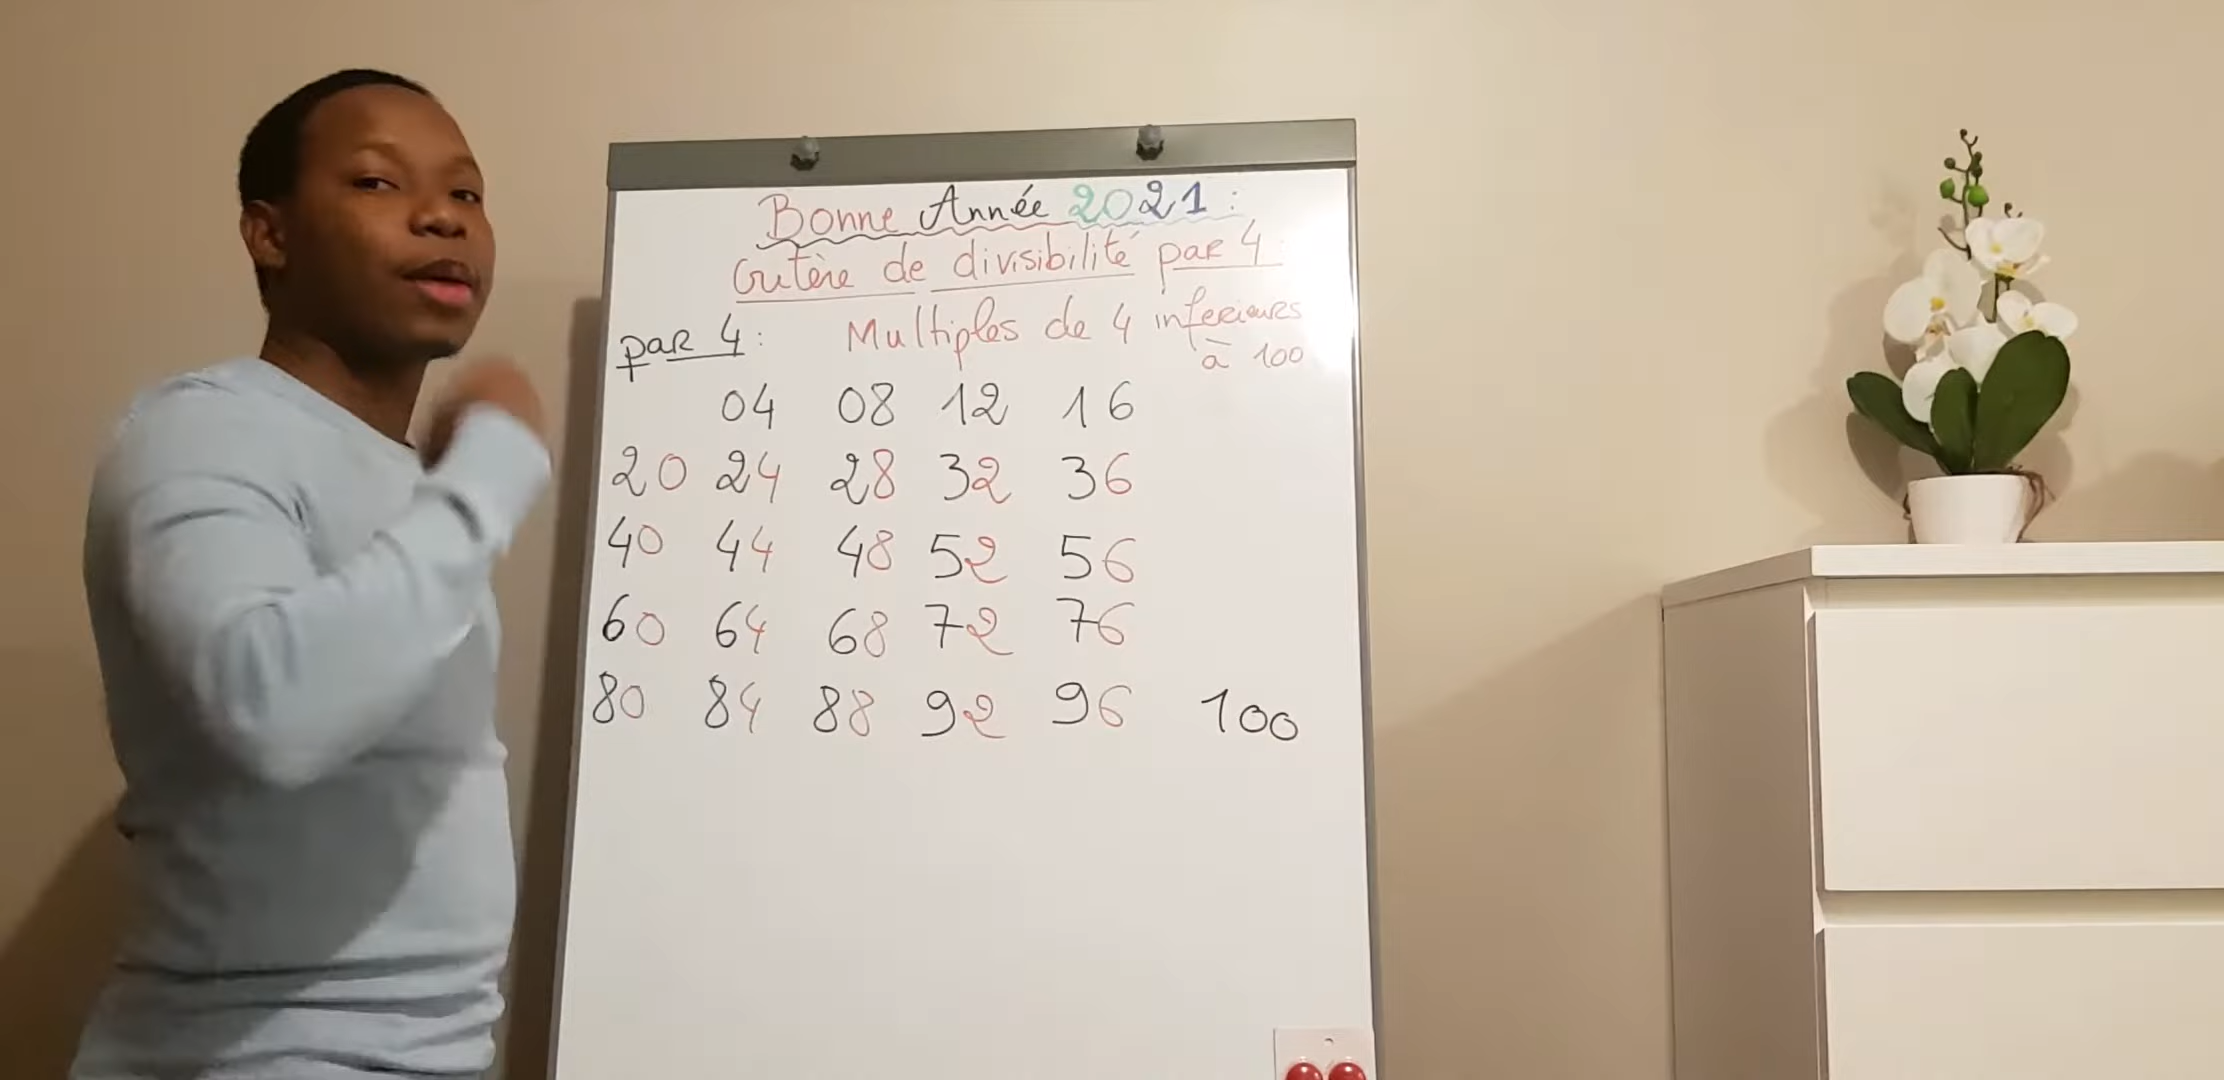 Bonne Année 2021 :
Critère de divisibilité par 4 :
par 4 : Multiples de 4 inferieurs
à 100
04 08 12 16
20 24 28 32 36
40 44 48 52 56
60 64 68 72 76
80 84 88 92 96 100